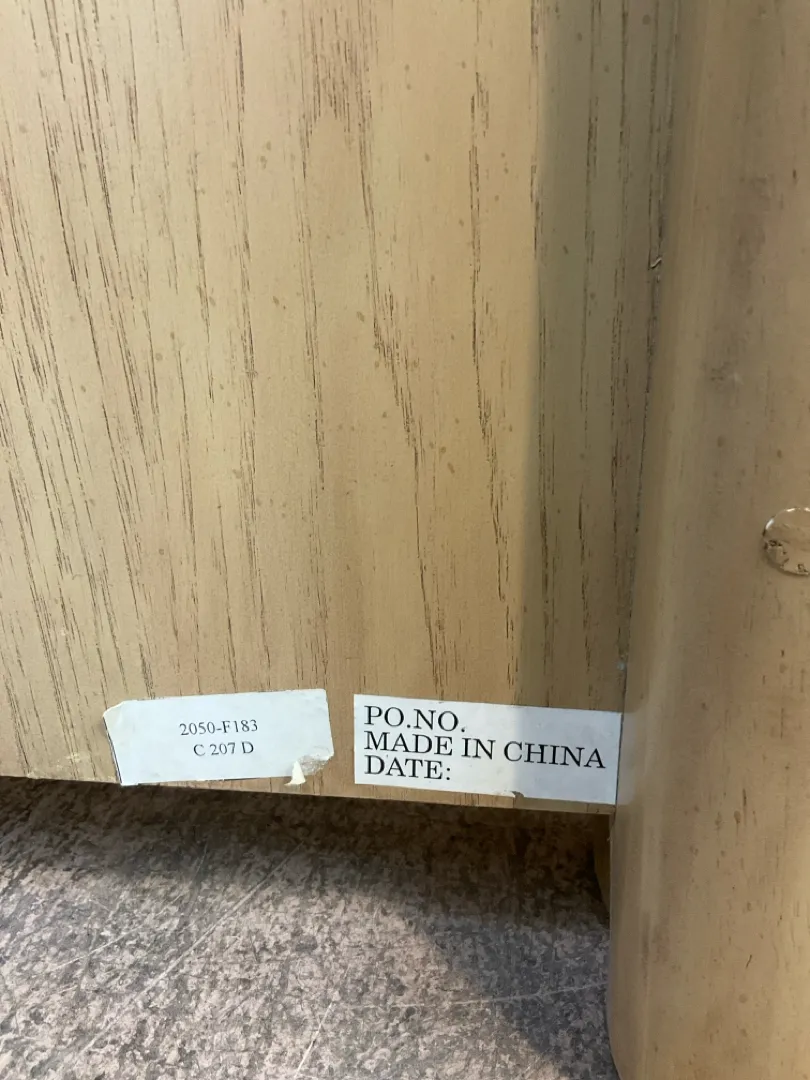 2050-F183
C 207 D
PO.NO.
MADE IN CHINA
DATE: